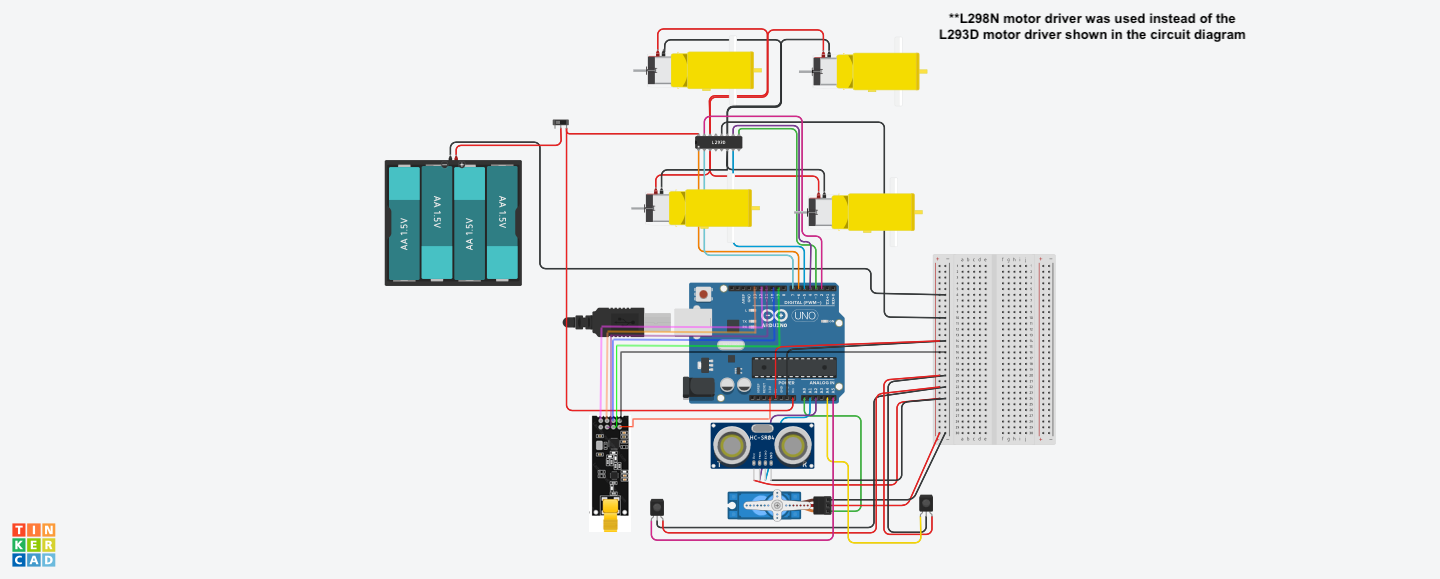 **L298N motor driver was used instead of the
L293D motor driver shown in the circuit diagram
L293D
AA 1.5V
AA 1.5V
AA 1.5V
AA 1.5V
DIGITAL (PWM~)
UNO
ARDUINO
POWER
ANALOG IN
HC-SR04
TIN
KER
CAD